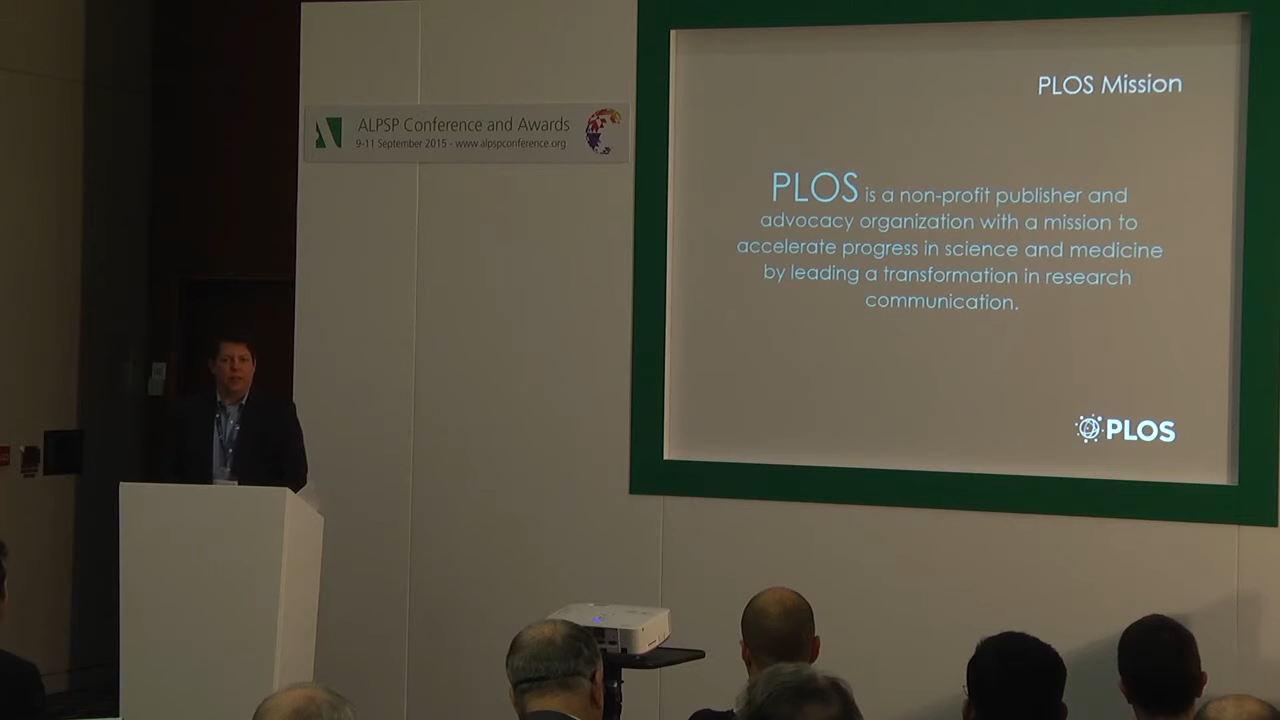 ALPSP Conference and Awards
9-11 September 2015 - www.alpspconference.org
PLOS Mission
PLOS is a non-profit publisher and
advocacy organization with a mission to
accelerate progress in science and medicine
by leading a transformation in research
communication.
PLOS